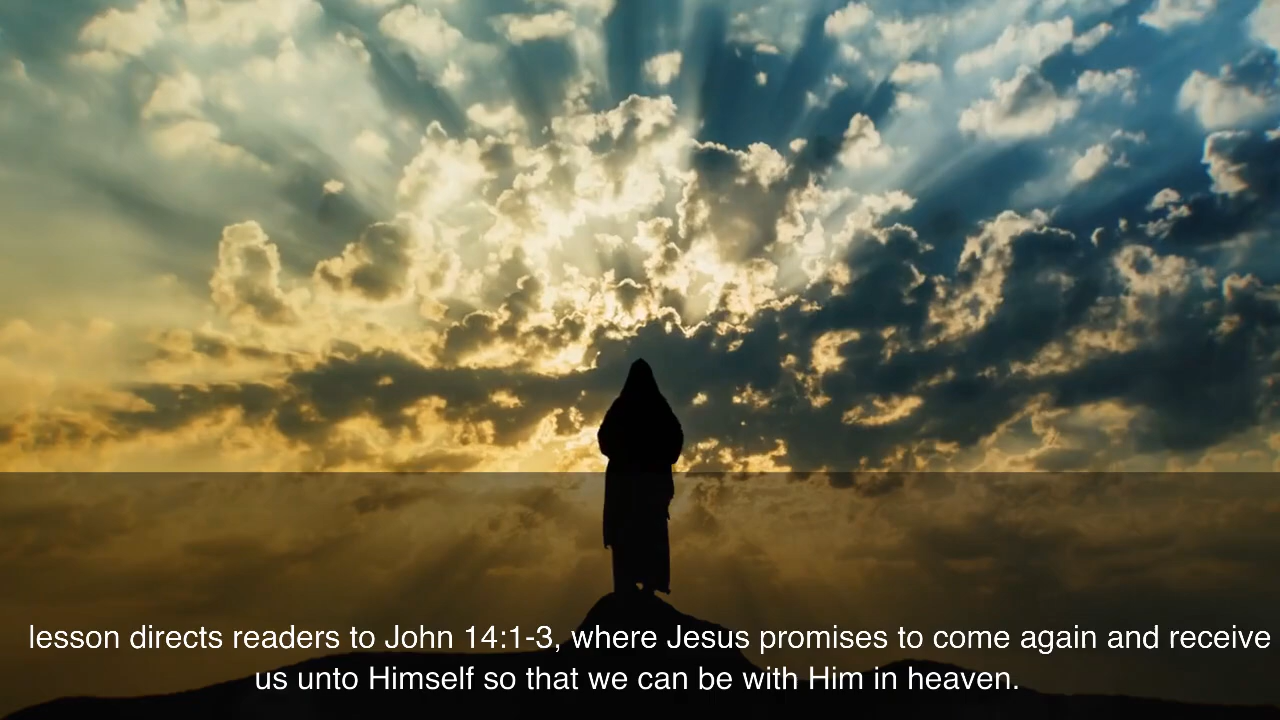 lesson directs readers to John 14:1-3, where Jesus promises to come again and receive
us unto Himself so that we can be with Him in heaven.